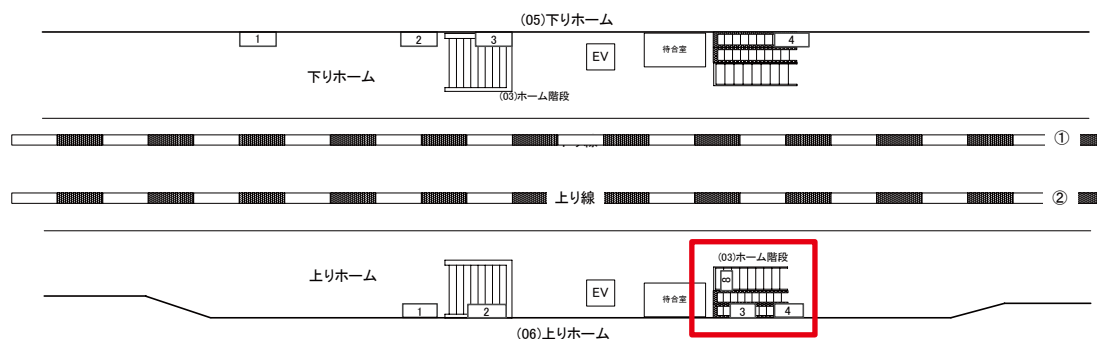 (05)下りホーム
1
2
3
EV
待合室
4
下りホーム
(03)ホーム階段
①
上り線
②
(03)ホーム階段
上りホーム
8
EV
待合室
1
2
3
4
(06)上りホーム